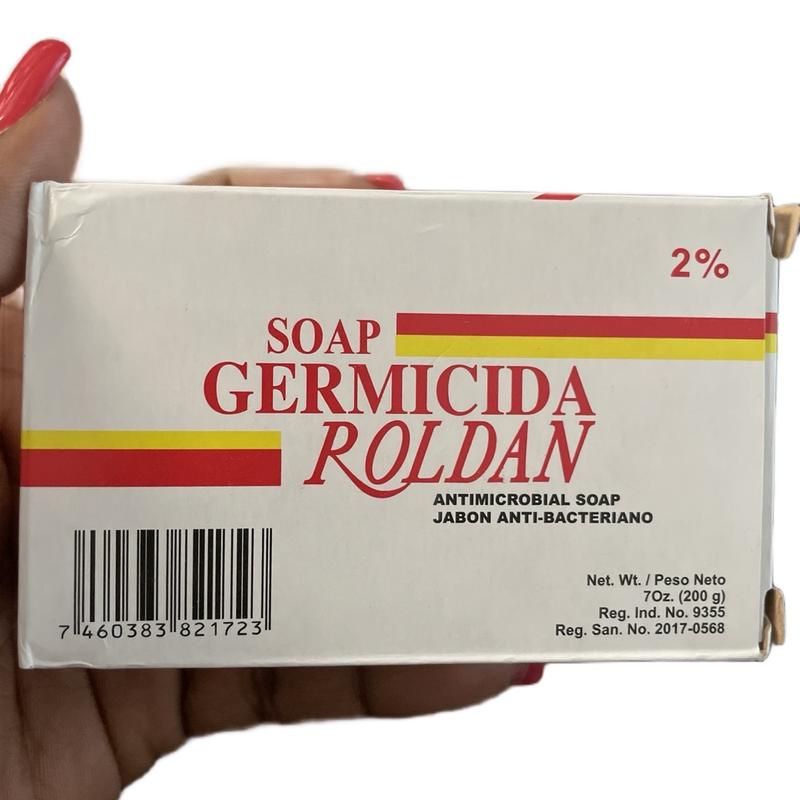 2%
SOAP
GERMICIDA
ROLDAN
ANTIMICROBIAL SOAP
JABON ANTI-BACTERIANO
Net. Wt. / Peso Neto
7Oz. (200 g)
Reg. Ind. No. 9355
Reg. San. No. 2017-0568
7 460383 821723